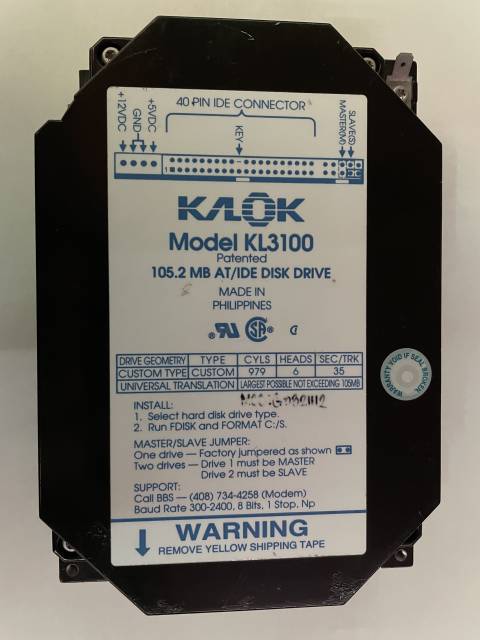 40-PIN IDE CONNECTOR
+12VDC
GND
+5VDC
KEY
MASTER(M)
SLAVE(S)
1
KALOK
Model KL3100
Patented
105.2 MB AT/IDE DISK DRIVE
MADE IN
PHILIPPINES
DRIVE GEOMETRY TYPE CYLS HEADS SEC/TRK
CUSTOM TYPE CUSTOM 979 6 35
UNIVERSAL TRANSLATION LARGEST POSSIBLE NOT EXCEEDING 105MB
INSTALL:
1. Select hard disk drive type.
2. Run FDISK and FORMAT C:/S.
MASTER/SLAVE JUMPER:
One drive — Factory jumpered as shown
Two drives — Drive 1 must be MASTER
Drive 2 must be SLAVE
SUPPORT:
Call BBS — (408) 734-4258 (Modem)
Baud Rate 300-2400, 8 Bits, 1 Stop, Np
WARNING
REMOVE YELLOW SHIPPING TAPE
WARRANTY VOID IF SEAL BROKEN